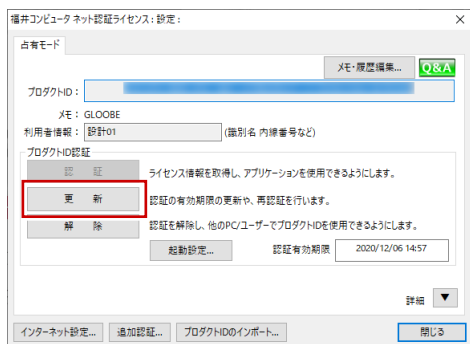 福井コンピュータ ネット認証ライセンス : 設定 :
占有モード
メモ・履歴編集... Q&A
プロダクトID :
メモ : GLOOBE
利用者情報 : 設計01 (識別名 内線番号など)
プロダクトID認証
認 証 ライセンス情報を取得し、アプリケーションを使用できるようにします。
更 新 認証の有効期限の更新や、再認証を行います。
解 除 認証を解除し、他のPC/ユーザーでプロダクトIDを使用できるようにします。
起動設定... 認証有効期限 2020/12/06 14:57
詳細 ▼
インターネット設定... 追加認証... プロダクトIDのインポート... 閉じる